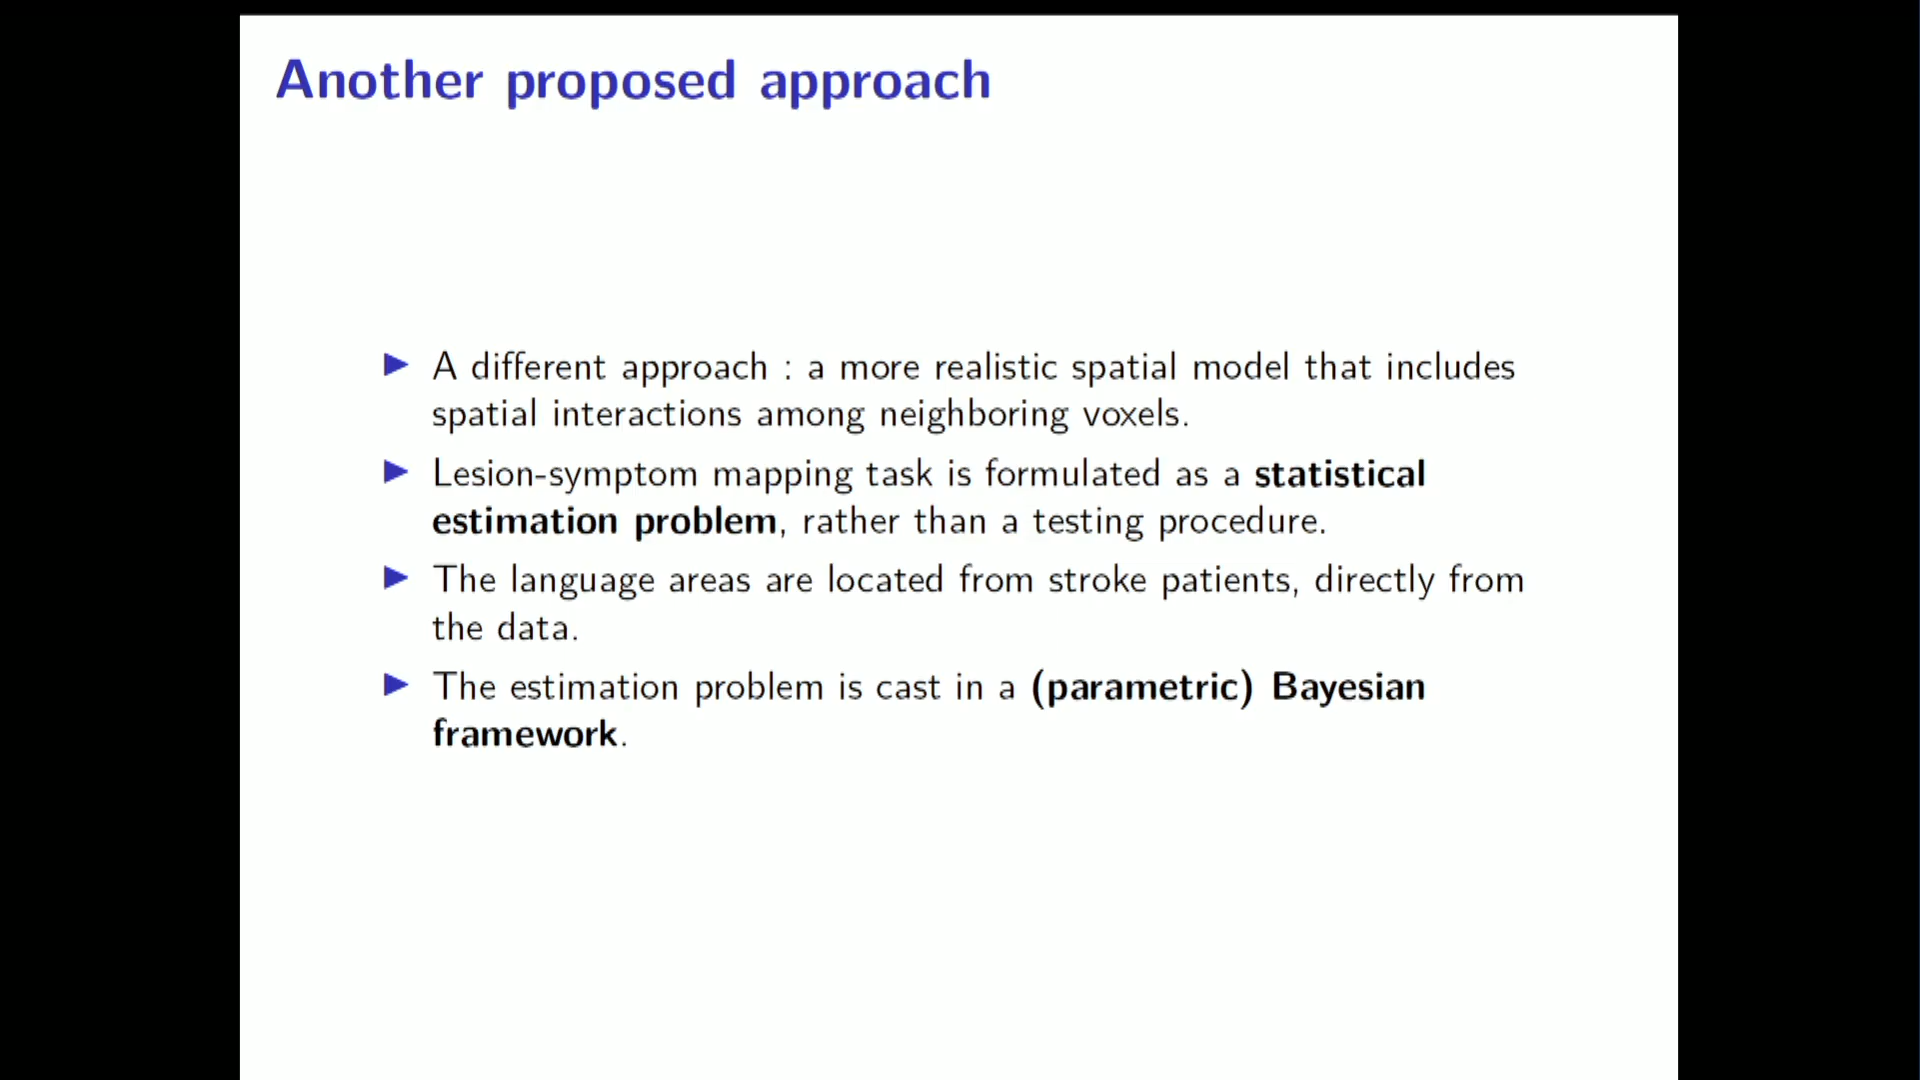 Another proposed approach
A different approach : a more realistic spatial model that includes
spatial interactions among neighboring voxels.
Lesion-symptom mapping task is formulated as a statistical
estimation problem, rather than a testing procedure.
The language areas are located from stroke patients, directly from
the data.
The estimation problem is cast in a (parametric) Bayesian
framework.